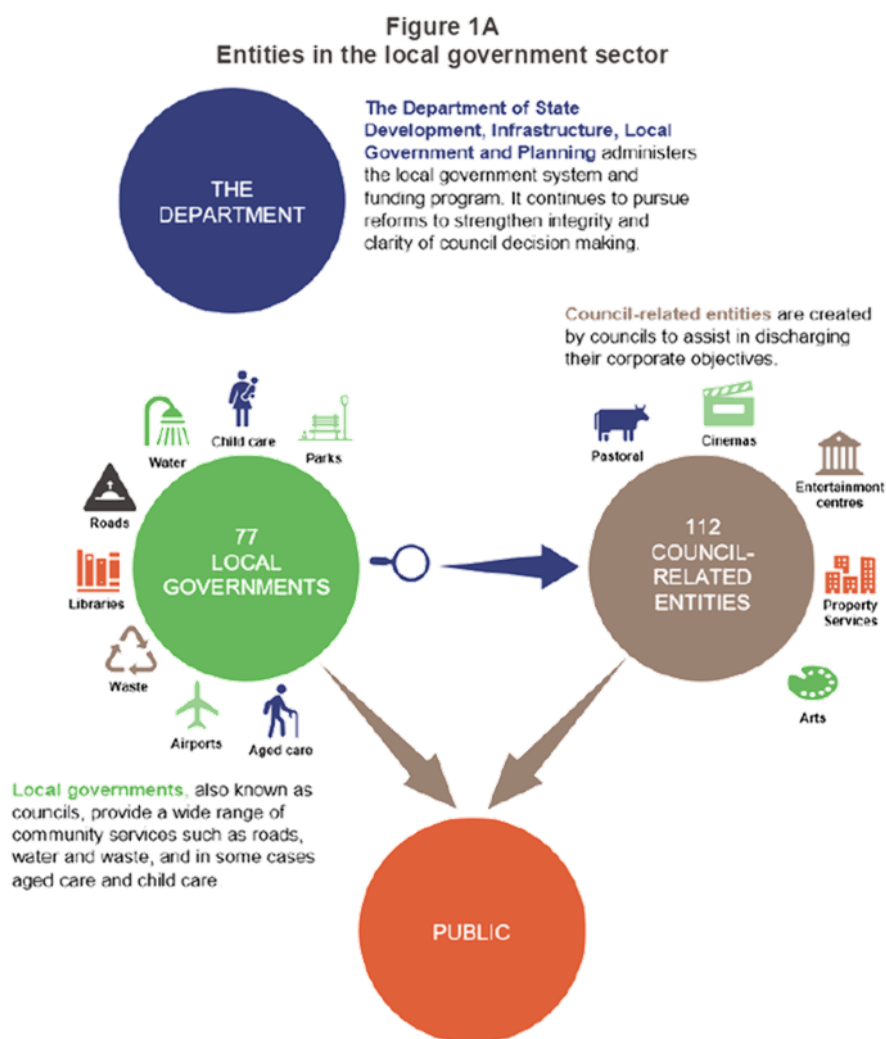 Figure 1A
Entities in the local government sector
THE
DEPARTMENT
The Department of State
Development, Infrastructure, Local
Government and Planning administers
the local government system and
funding program. It continues to pursue
reforms to strengthen integrity and
clarity of council decision making.
Council-related entities are created
by councils to assist in discharging
their corporate objectives.
Child care
Water
Parks
Roads
Libraries
Waste
Airports
Aged care
77
LOCAL
GOVERNMENTS
Pastoral
Cinemas
Entertainment
centres
Property
Services
Arts
112
COUNCIL-
RELATED
ENTITIES
Local governments, also known as
councils, provide a wide range of
community services such as roads,
water and waste, and in some cases
aged care and child care
PUBLIC